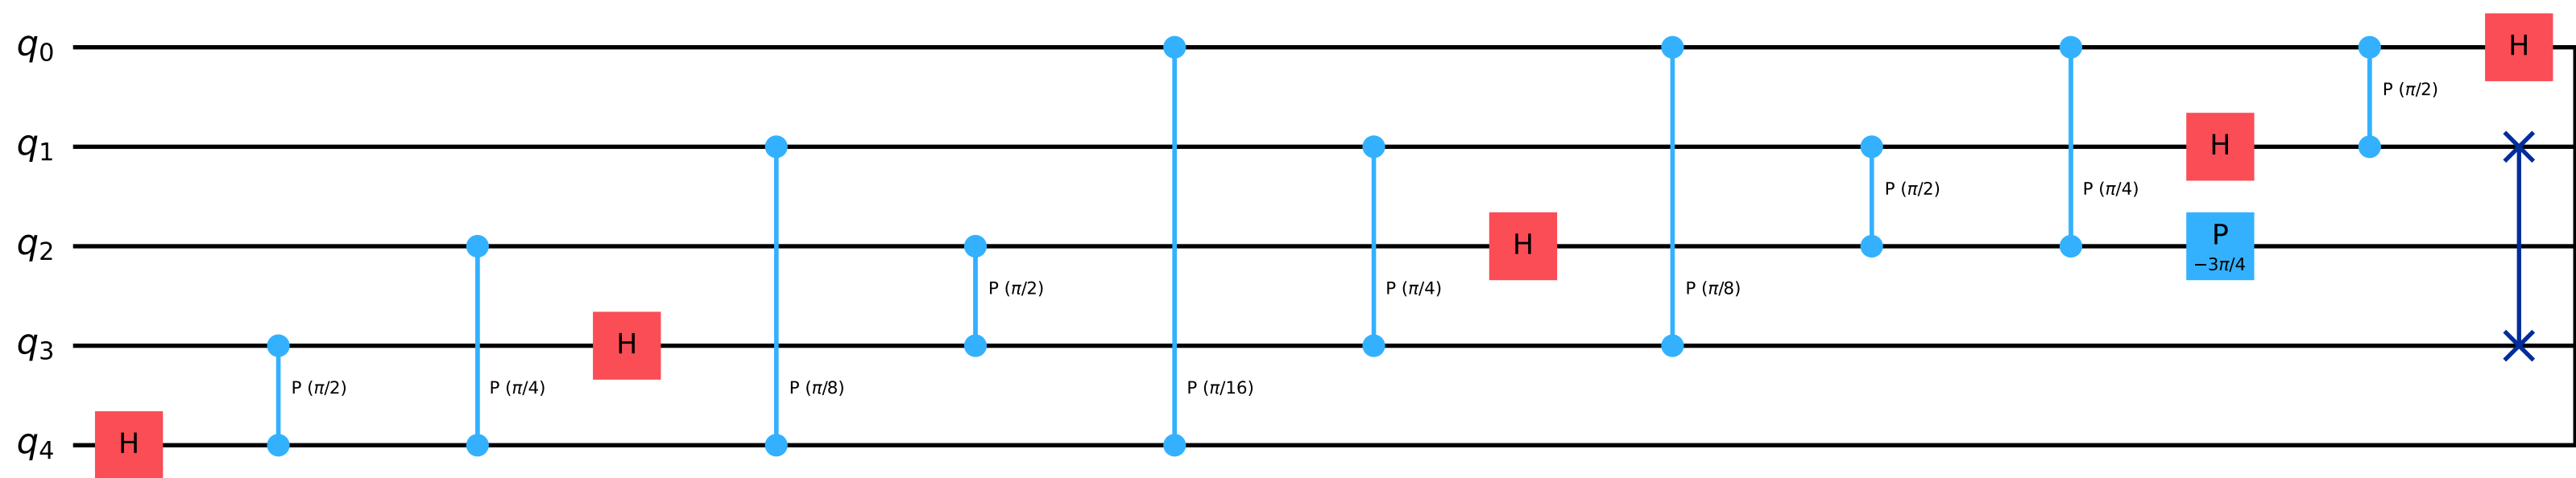 q0 H
P (π/2)
q1 H
P (π/2) P (π/4)
q2 H P
−3π/4
P (π/2) P (π/4) P (π/8)
q3 H
P (π/2) P (π/4) P (π/8) P (π/16)
q4 H